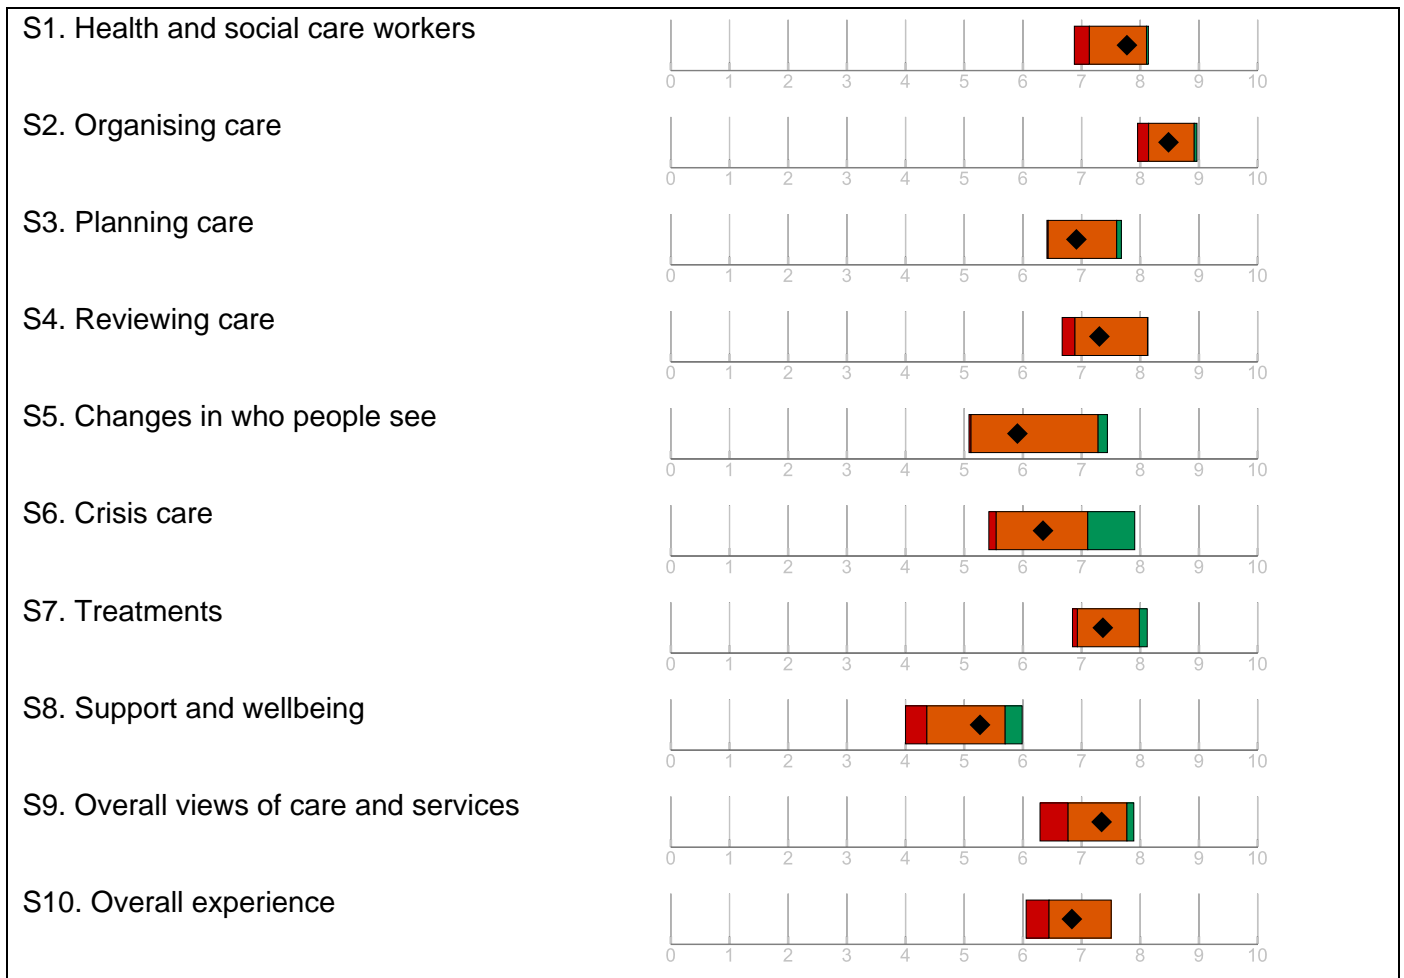 S1. Health and social care workers
0 1 2 3 4 5 6 7 8 9 10
S2. Organising care
0 1 2 3 4 5 6 7 8 9 10
S3. Planning care
0 1 2 3 4 5 6 7 8 9 10
S4. Reviewing care
0 1 2 3 4 5 6 7 8 9 10
S5. Changes in who people see
0 1 2 3 4 5 6 7 8 9 10
S6. Crisis care
0 1 2 3 4 5 6 7 8 9 10
S7. Treatments
0 1 2 3 4 5 6 7 8 9 10
S8. Support and wellbeing
0 1 2 3 4 5 6 7 8 9 10
S9. Overall views of care and services
0 1 2 3 4 5 6 7 8 9 10
S10. Overall experience
0 1 2 3 4 5 6 7 8 9 10